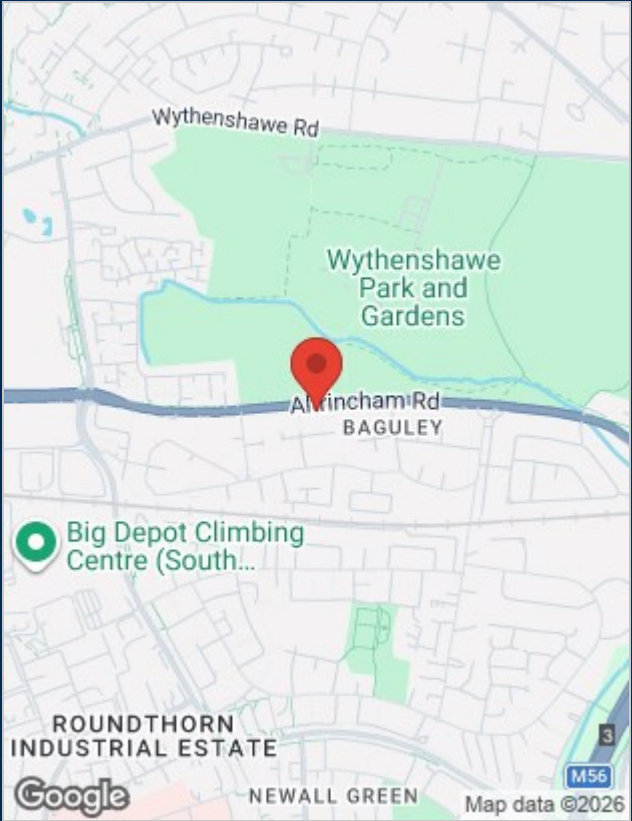 Wythenshawe Rd
Wythenshawe
Park and
Gardens
Altrincham Rd
BAGULEY
Big Depot Climbing
Centre (South...
ROUNDTHORN
INDUSTRIAL ESTATE
3
M56
NEWALL GREEN
Google
Map data ©2026